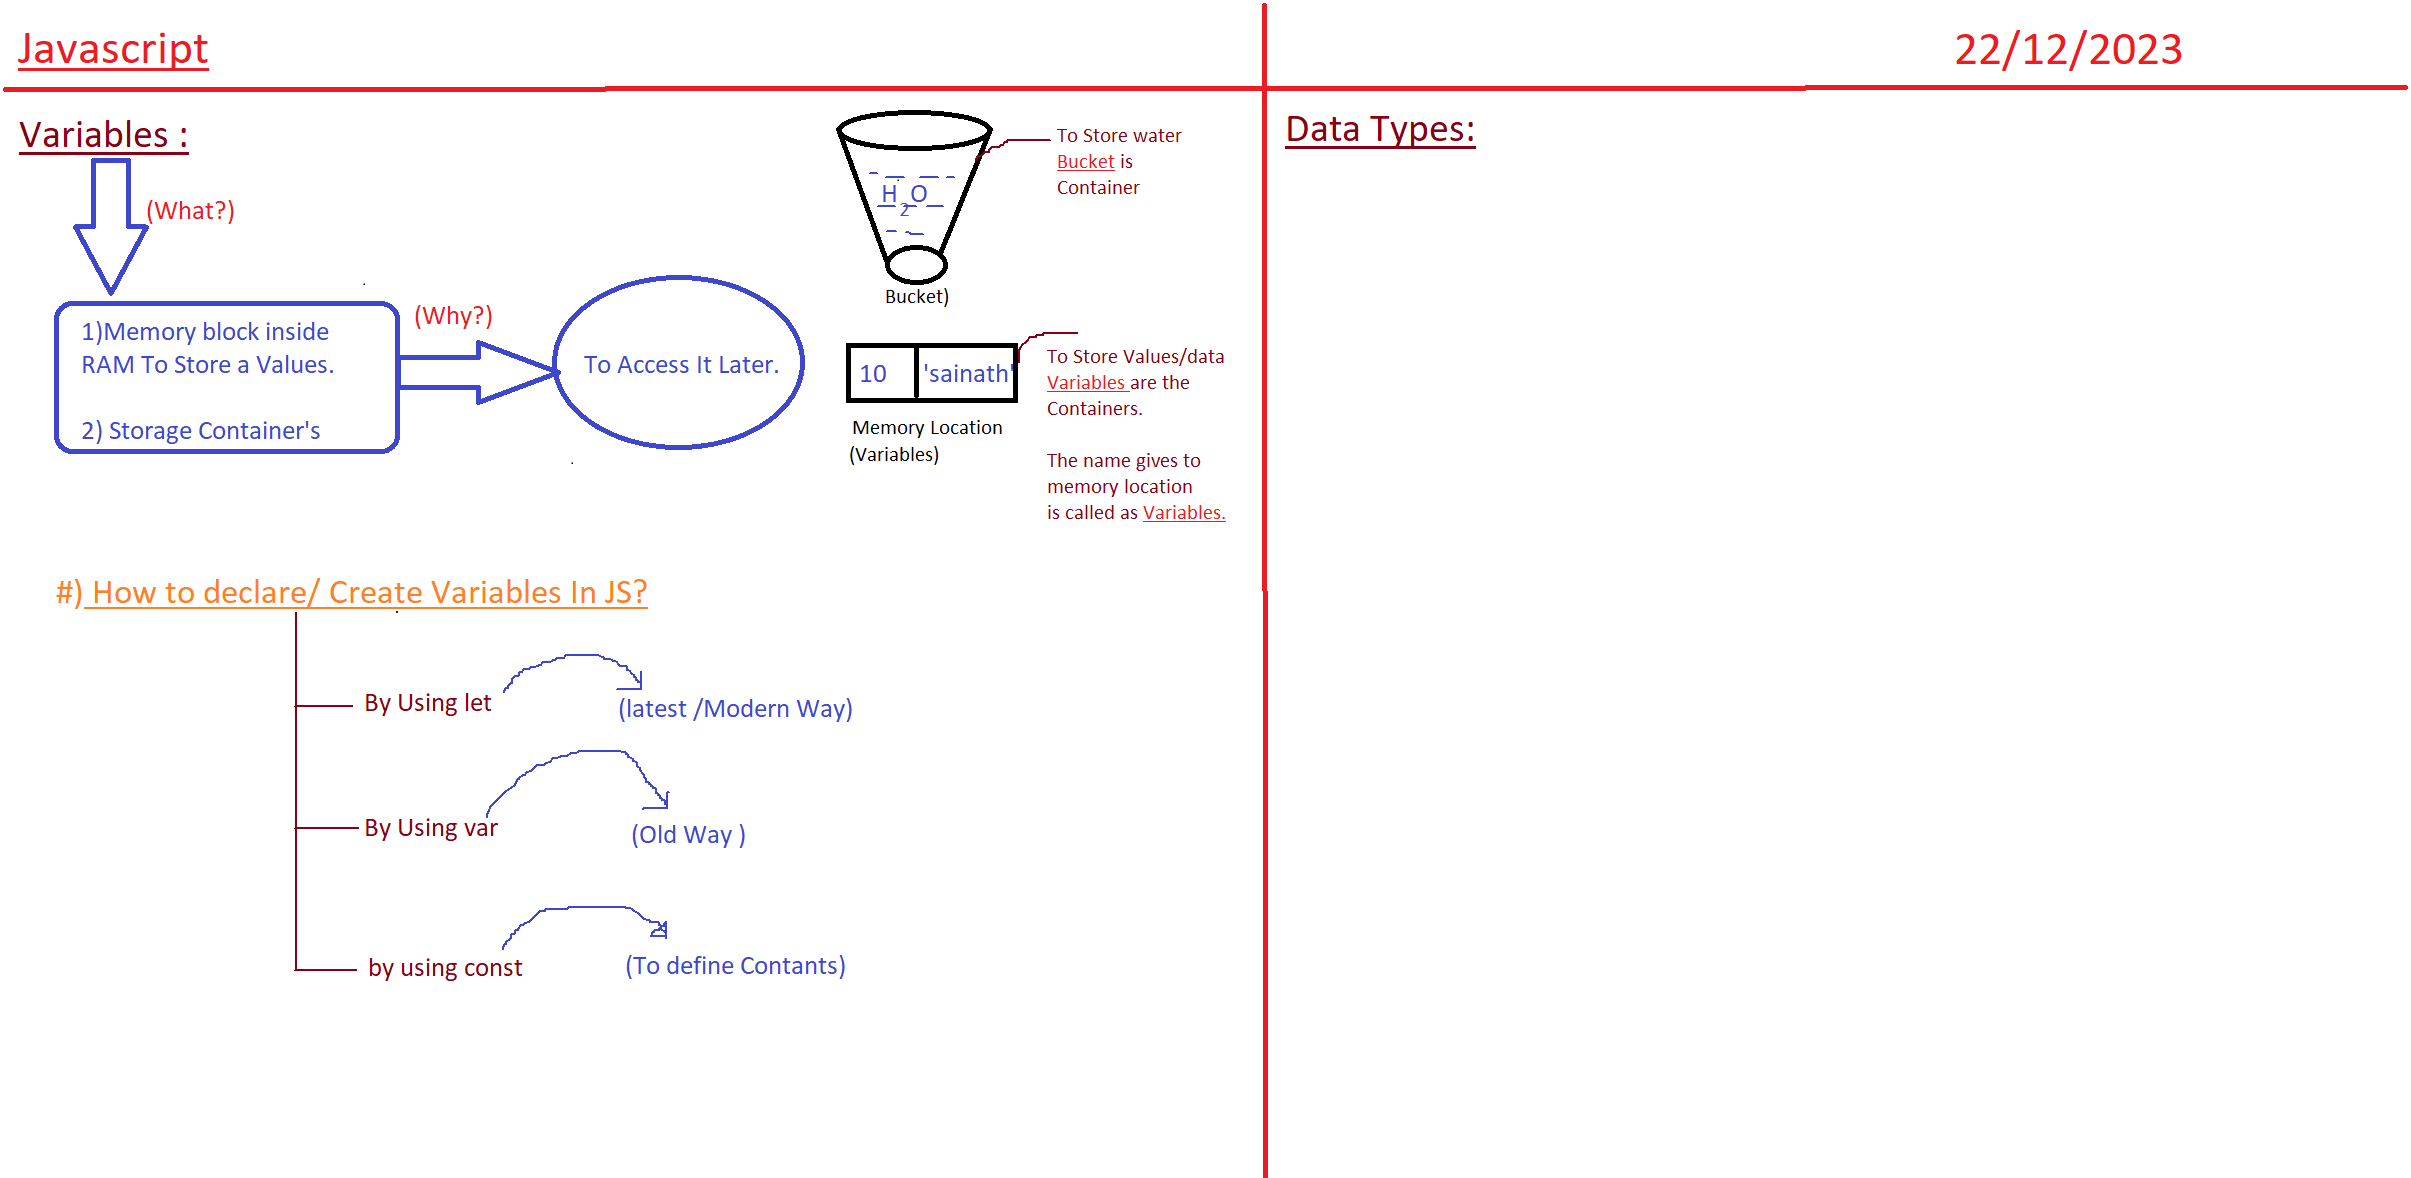 Javascript
22/12/2023
Variables :
(What?)
1)Memory block inside
RAM To Store a Values.
2) Storage Container's
(Why?)
To Access It Later.
H2O
Bucket)
To Store water
Bucket is
Container
10 'sainath'
Memory Location
(Variables)
To Store Values/data
Variables are the
Containers.
The name gives to
memory location
is called as Variables.
#) How to declare/ Create Variables In JS?
By Using let
(latest /Modern Way)
By Using var
(Old Way )
by using const
(To define Contants)
Data Types: